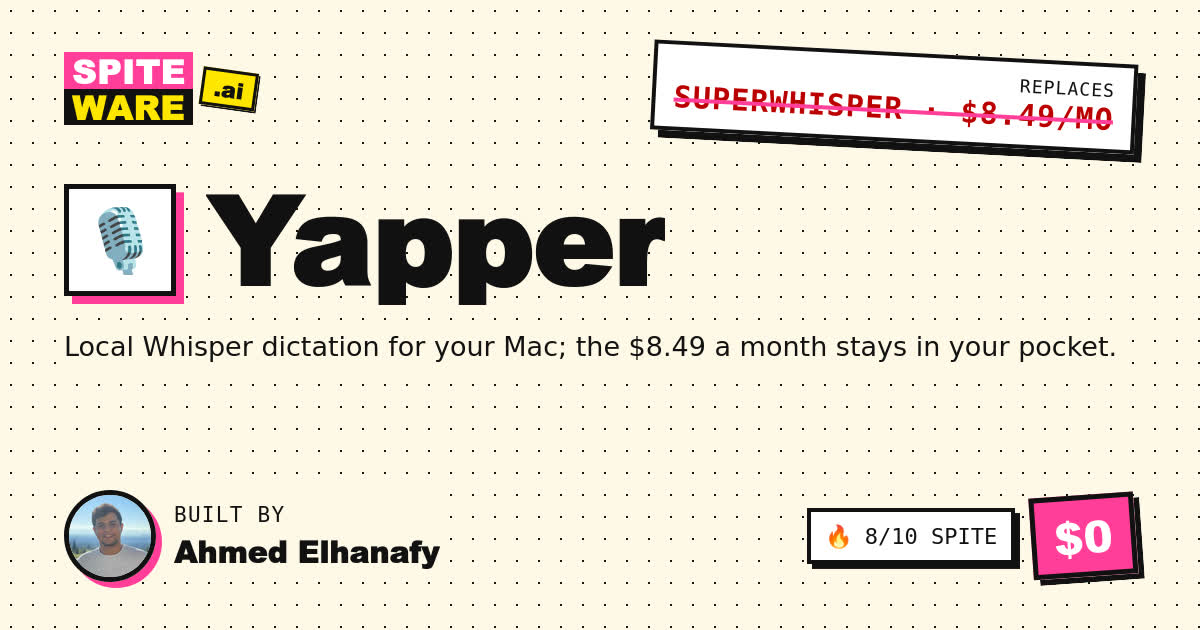 SPITE
WARE
.ai
REPLACES
SUPERWHISPER · $8.49/MO
Yapper
Local Whisper dictation for your Mac; the $8.49 a month stays in your pocket.
BUILT BY
Ahmed Elhanafy
🔥 8/10 SPITE
$0